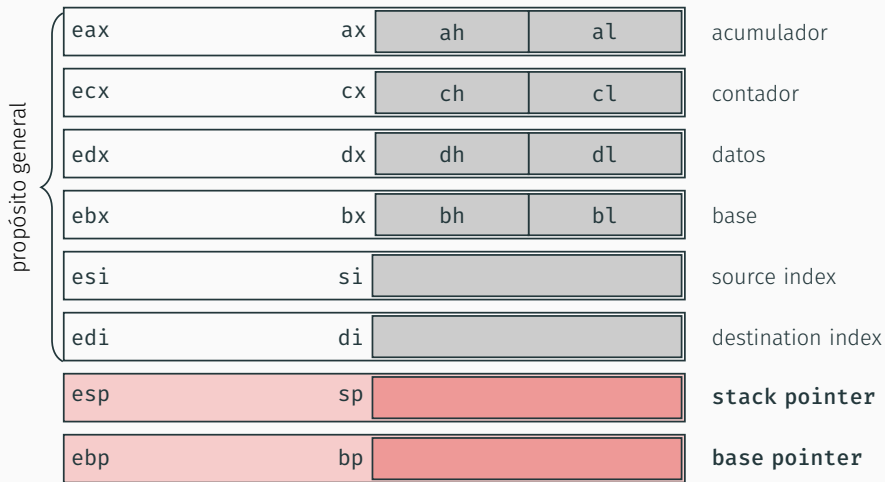 propósito general
eax ax ah al acumulador
ecx cx ch cl contador
edx dx dh dl datos
ebx bx bh bl base
esi si source index
edi di destination index
esp sp stack pointer
ebp bp base pointer